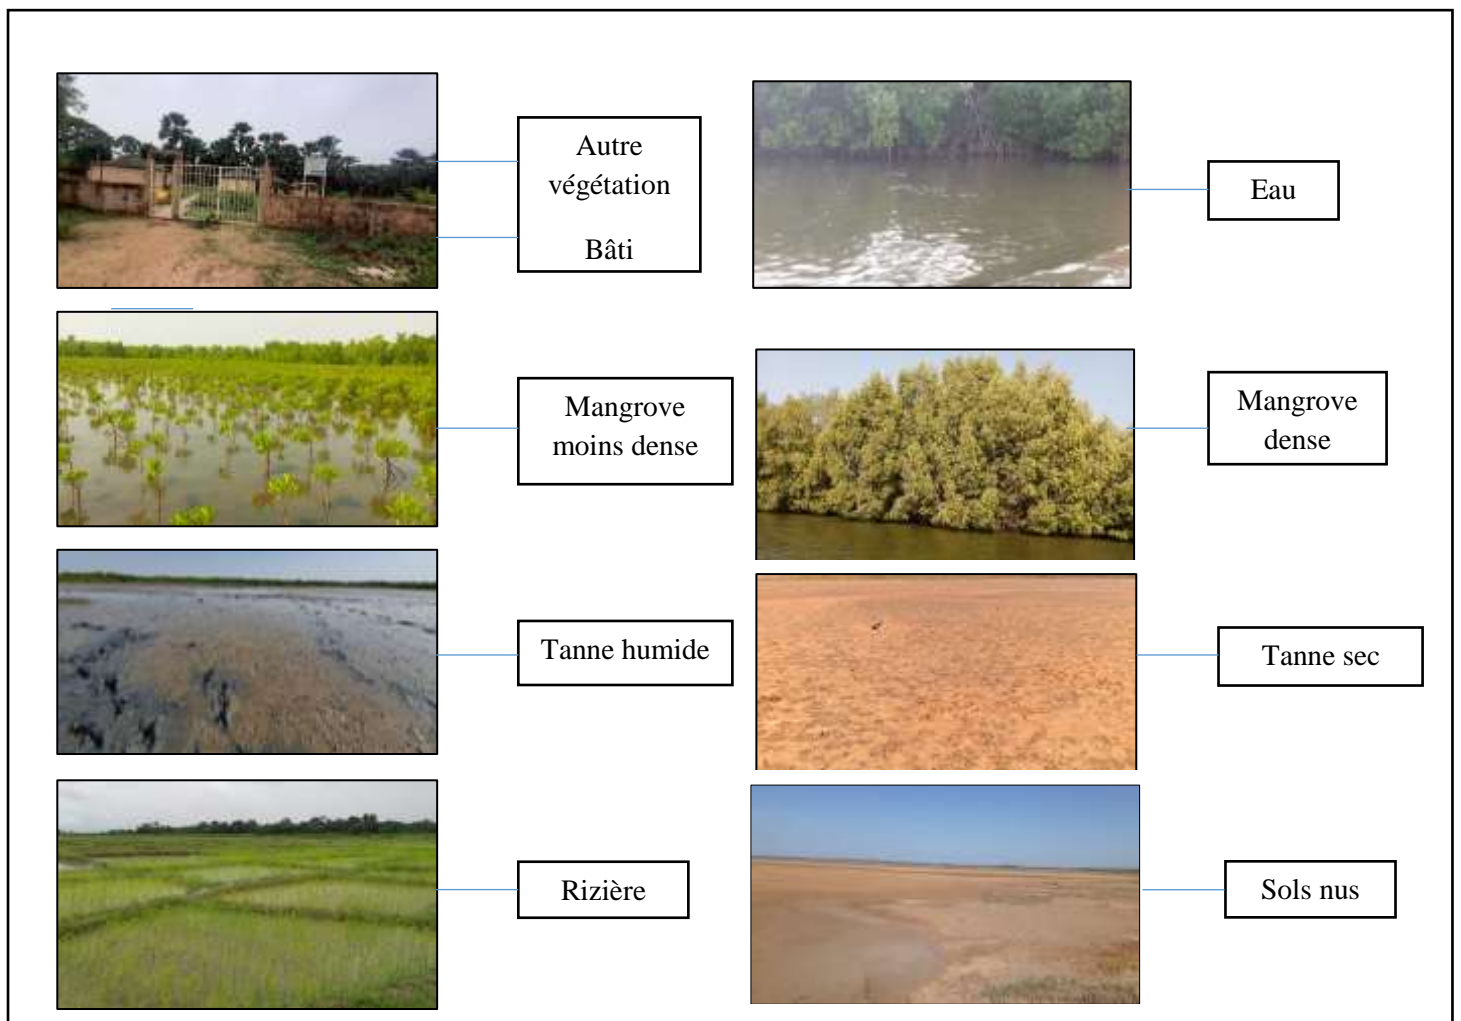 Autre
végétation
Bâti
Eau
Mangrove
moins dense
Mangrove
dense
Tanne humide
Tanne sec
Rizière
Sols nus